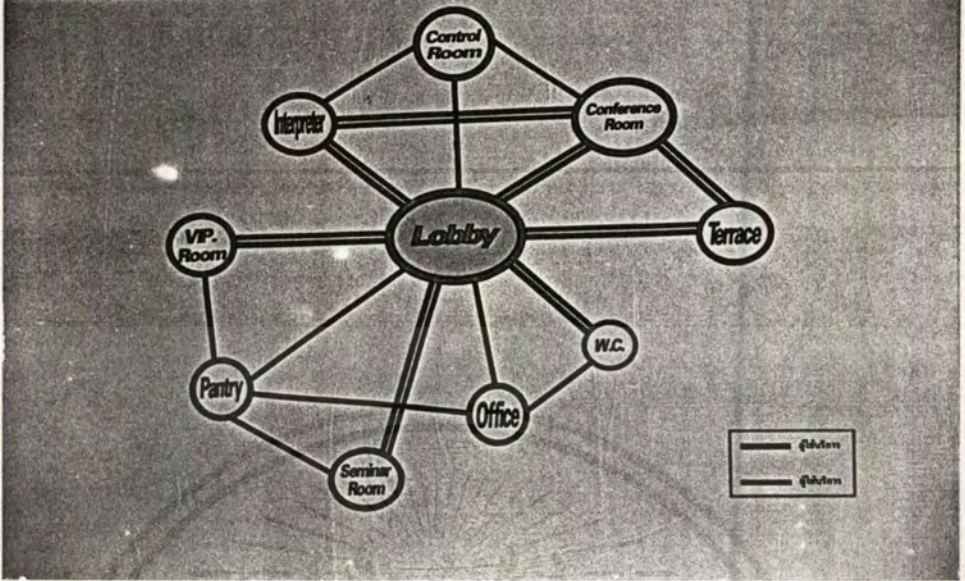 Control
Room
Interpreter
Conference
Room
VIP.
Room
Lobby
Terrace
W.C.
Pantry
Office
Seminar
Room